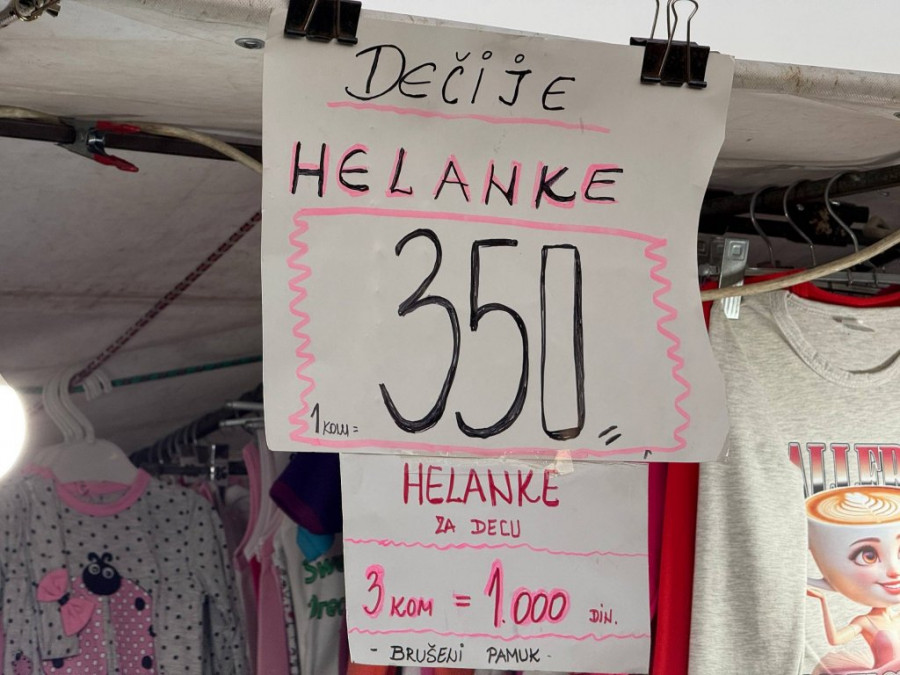 DEČIJE
HELANKE
350
1 KOM =
HELANKE
ZA DECU
3 KOM = 1.000 DIN.
- BRUŠENI PAMUK -